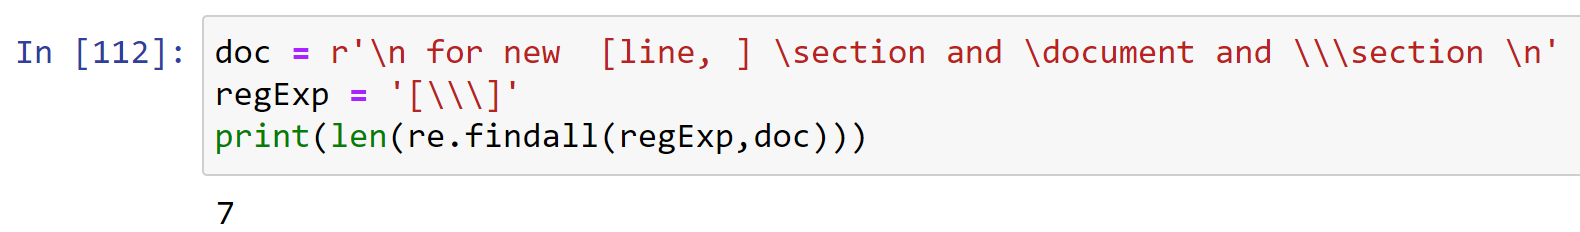 In [112]: doc = r'\n for new  [line, ] \section and \document and \\\section \n'
regExp = '[\\\]'
print(len(re.findall(regExp,doc)))
7